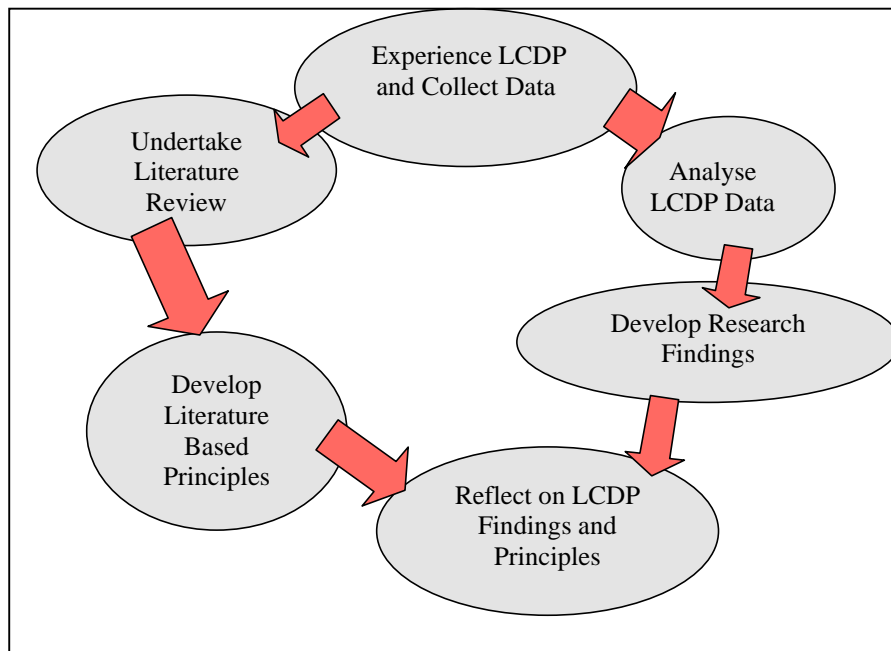 Experience LCDP
and Collect Data
Undertake
Literature
Review
Analyse
LCDP Data
Develop Research
Findings
Develop
Literature
Based
Principles
Reflect on LCDP
Findings and
Principles